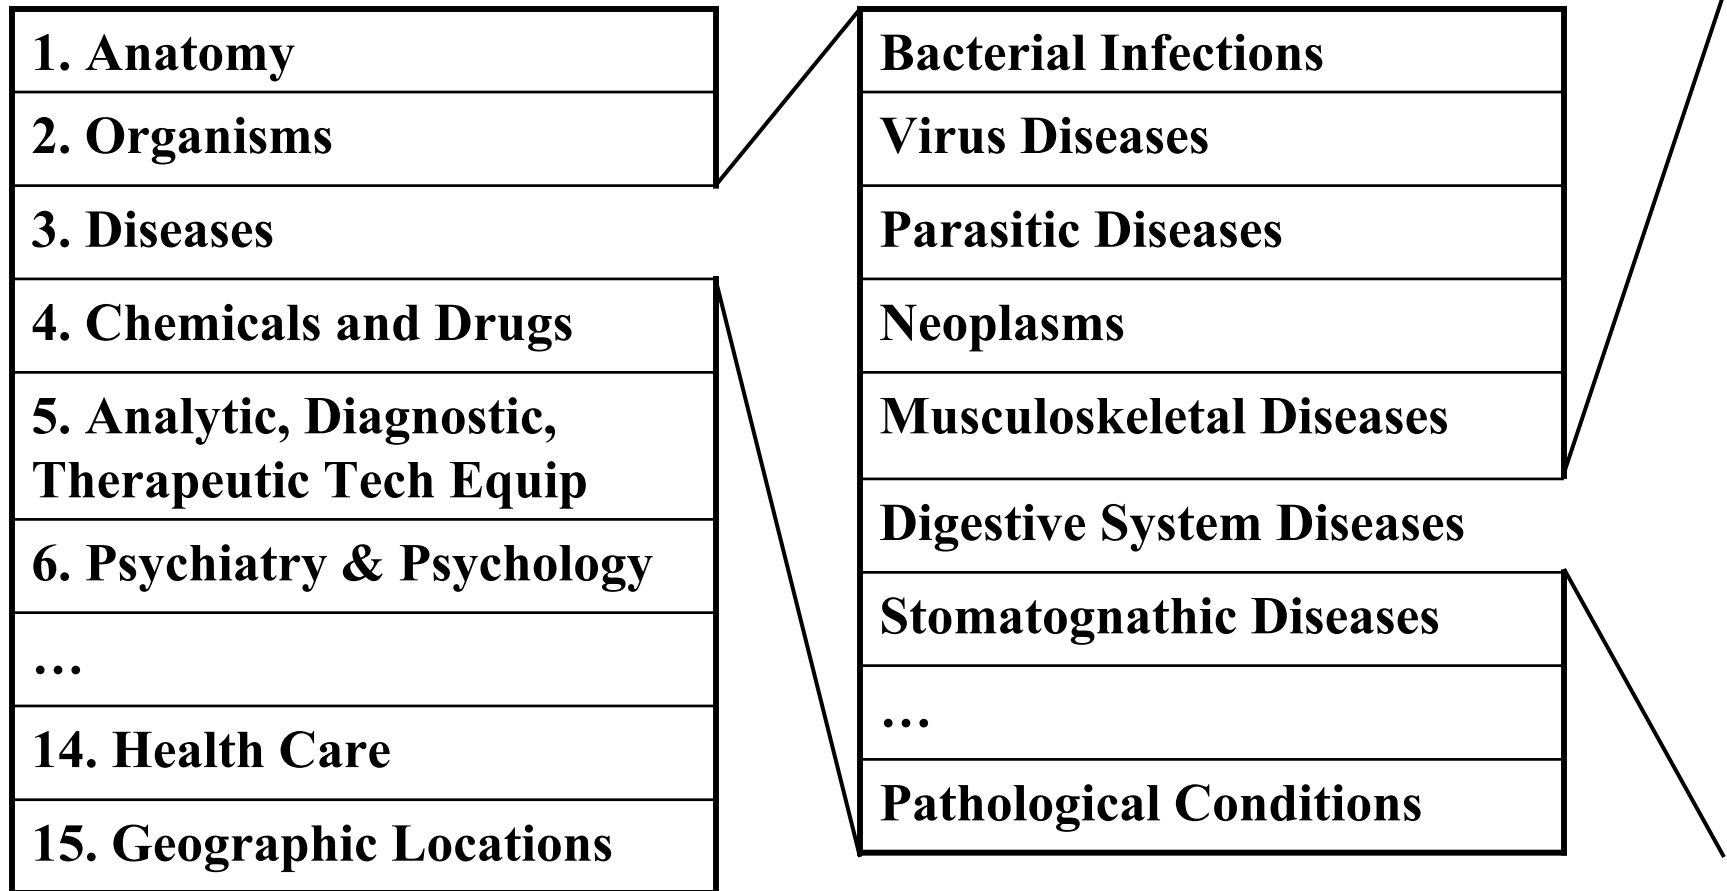 1. Anatomy
2. Organisms
3. Diseases
4. Chemicals and Drugs
5. Analytic, Diagnostic,
Therapeutic Tech Equip
6. Psychiatry & Psychology
…
14. Health Care
15. Geographic Locations
Bacterial Infections
Virus Diseases
Parasitic Diseases
Neoplasms
Musculoskeletal Diseases
Digestive System Diseases
Stomatognathic Diseases
…
Pathological Conditions